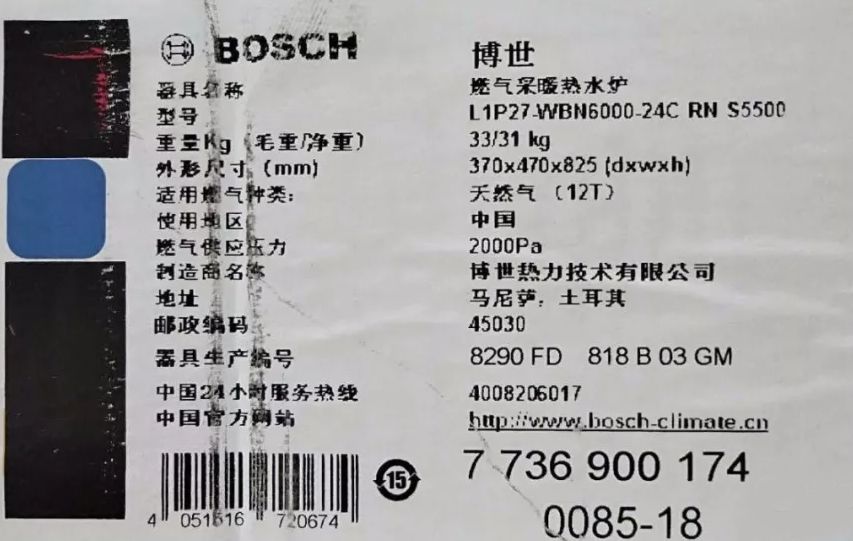 BOSCH 博世
器具名称 燃气采暖热水炉
型号 L1P27-WBN6000-24C RN S5500
重量Kg（毛重/净重） 33/31 kg
外形尺寸（mm） 370x470x825 (dxwxh)
适用燃气种类: 天然气（12T）
使用地区 中国
燃气供应压力 2000Pa
制造商名称 博世热力技术有限公司
地址 马尼萨, 土耳其
邮政编码 45030
器具生产编号 8290 FD 818 B 03 GM
中国24小时服务热线 4008206017
中国官方网站 http://www.bosch-climate.cn
15
7 736 900 174
4 051516 720674
0085-18